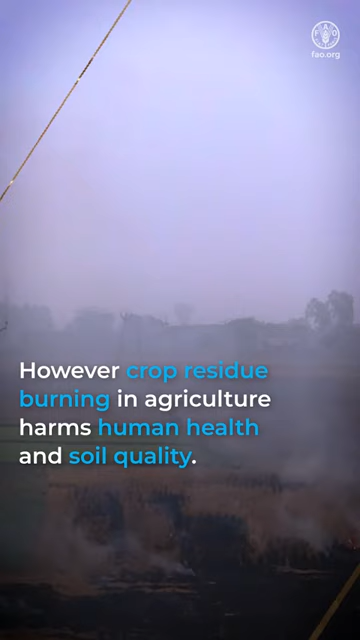 fao.org
However crop residue
burning in agriculture
harms human health
and soil quality.